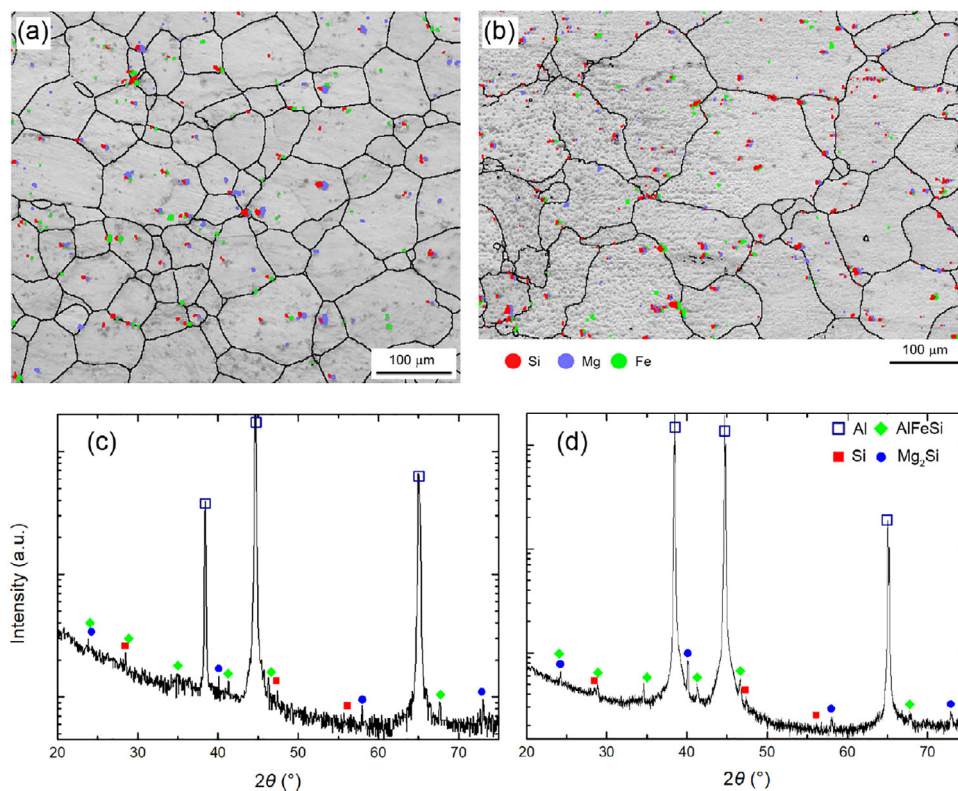 (a)
100 μm
(b)
Si Mg Fe
100 μm
(c)
Intensity (a.u.)
20 30 40 50 60 70
2θ (°)
(d)
Al AlFeSi
Si Mg₂Si
20 30 40 50 60 70
2θ (°)